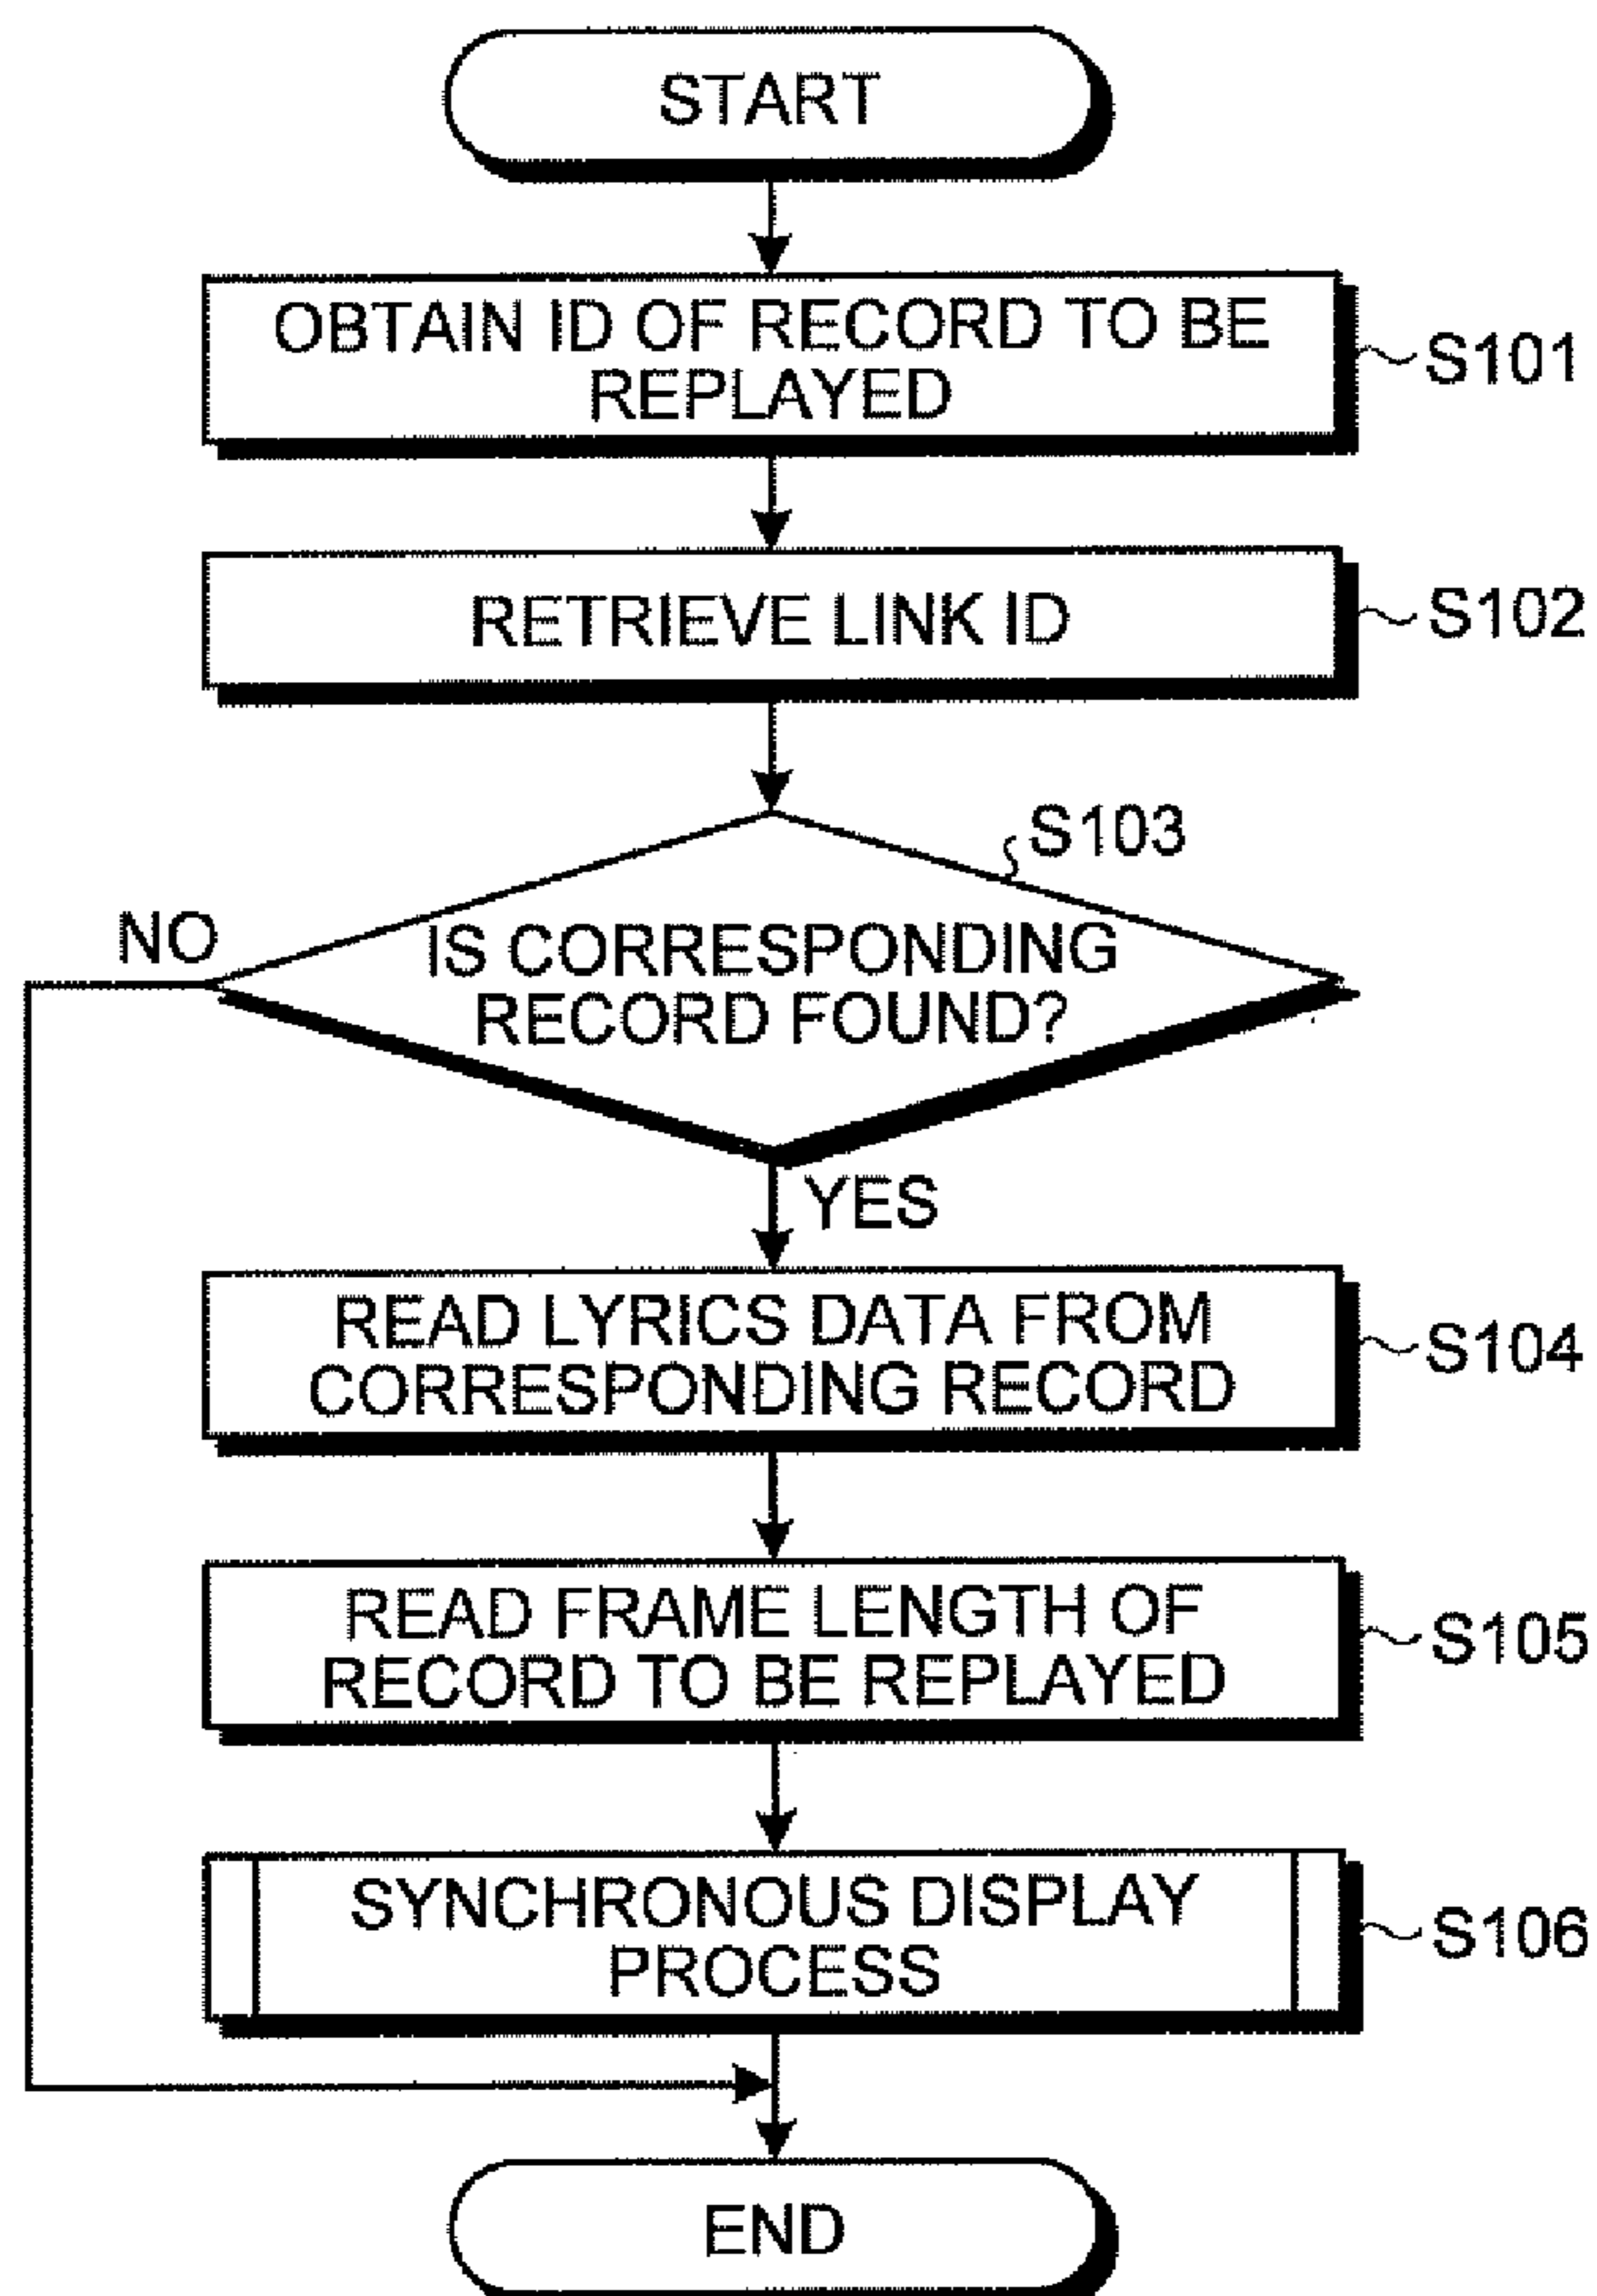 START
OBTAIN ID OF RECORD TO BE
REPLAYED
S101
RETRIEVE LINK ID
S102
S103
NO
IS CORRESPONDING
RECORD FOUND?
YES
READ LYRICS DATA FROM
CORRESPONDING RECORD
S104
READ FRAME LENGTH OF
RECORD TO BE REPLAYED
S105
SYNCHRONOUS DISPLAY
PROCESS
S106
END